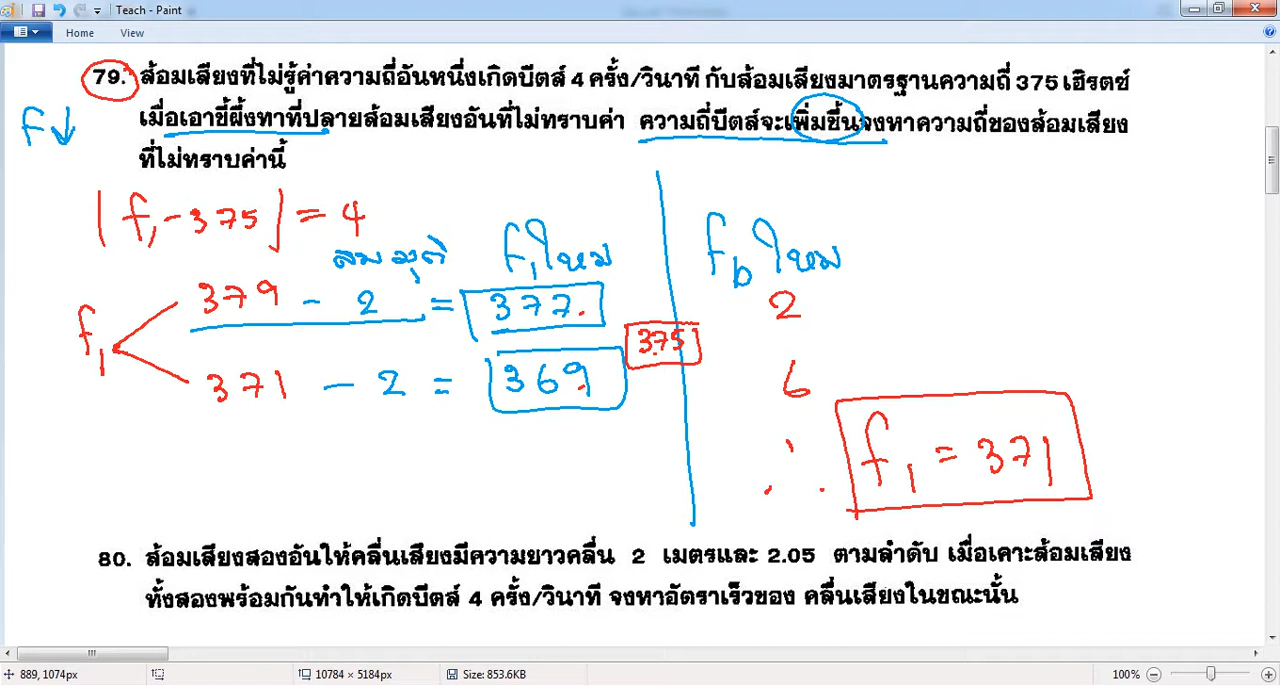 Teach - Paint
Home View
79. ส้อมเสียงที่ไม่รู้ค่าความถี่อันหนึ่งเกิดบีตส์ 4 ครั้ง/วินาที กับส้อมเสียงมาตรฐานความถี่ 375 เฮิรตซ์
f↓ เมื่อเอาขี้ผึ้งทาที่ปลายส้อมเสียงอันที่ไม่ทราบค่า ความถี่บีตส์จะเพิ่มขึ้นจงหาความถี่ของส้อมเสียง
ที่ไม่ทราบค่านี้
|f₁-375| = 4
สมมุติ f₁ใหม่ f_b ใหม่
379 - 2 = 377. 2
f₁ 375
371 - 2 = 369 6
∴ f₁ = 371
80. ส้อมเสียงสองอันให้คลื่นเสียงมีความยาวคลื่น 2 เมตรและ 2.05 ตามลำดับ เมื่อเคาะส้อมเสียง
ทั้งสองพร้อมกันทำให้เกิดบีตส์ 4 ครั้ง/วินาที จงหาอัตราเร็วของ คลื่นเสียงในขณะนั้น
889, 1074px 10784 × 5184px Size: 853.6KB 100%